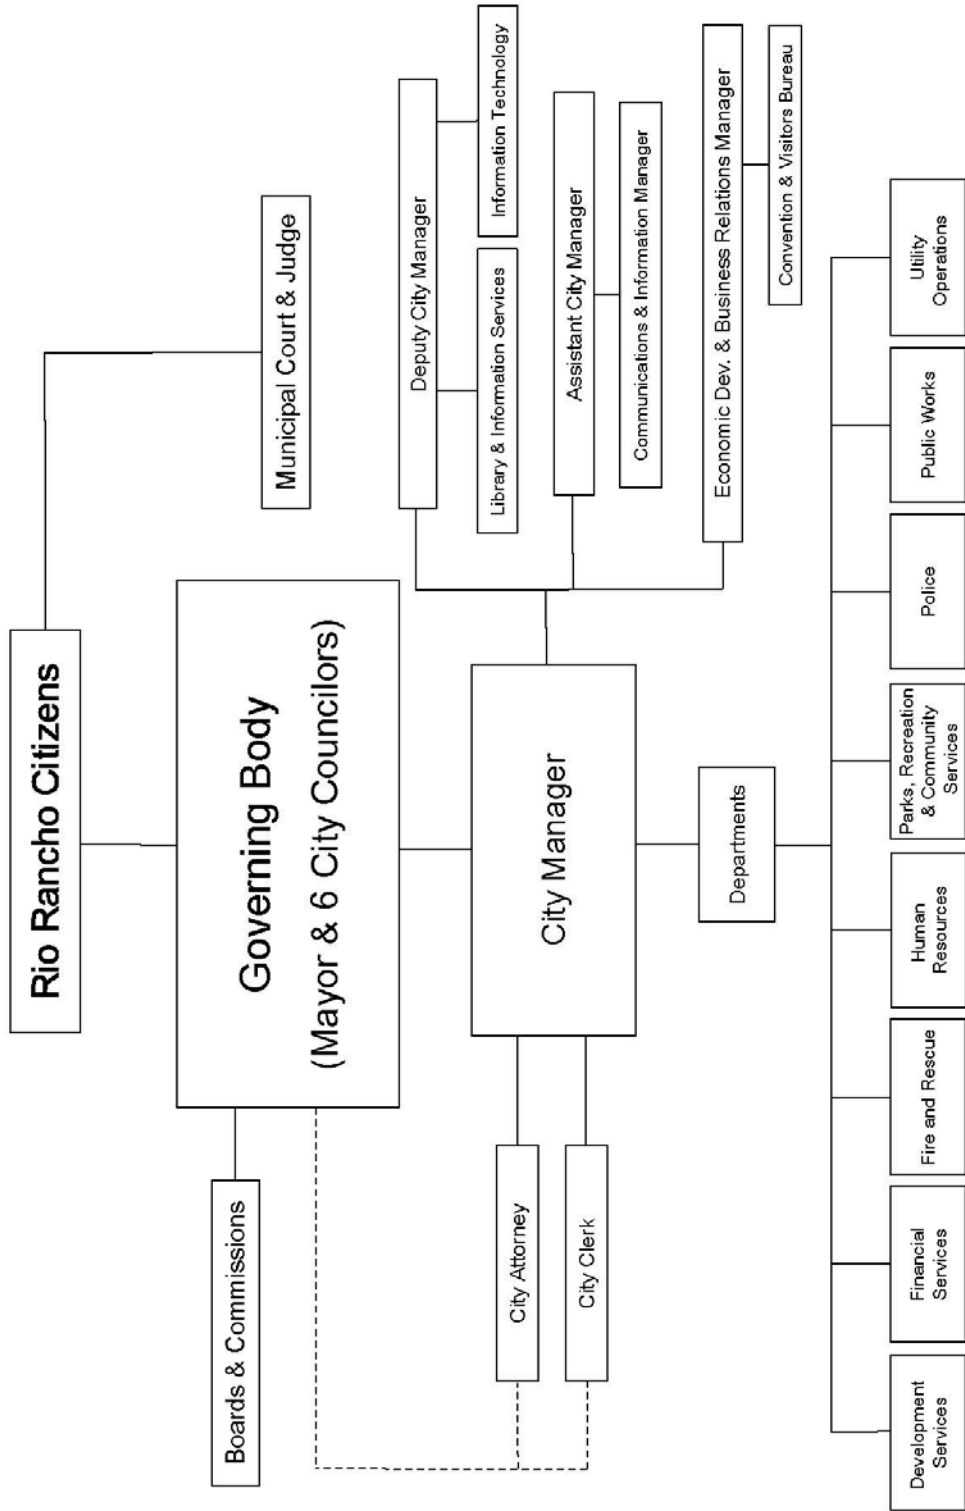 Rio Rancho Citizens
Municipal Court & Judge
Governing Body
(Mayor & 6 City Councilors)
Boards & Commissions
City Manager
City Attorney
City Clerk
Deputy City Manager
Library & Information Services
Information Technology
Assistant City Manager
Communications & Information Manager
Economic Dev. & Business Relations Manager
Convention & Visitors Bureau
Departments
Development
Services
Financial
Services
Fire and Rescue
Human
Resources
Parks, Recreation
& Community
Services
Police
Public Works
Utility
Operations